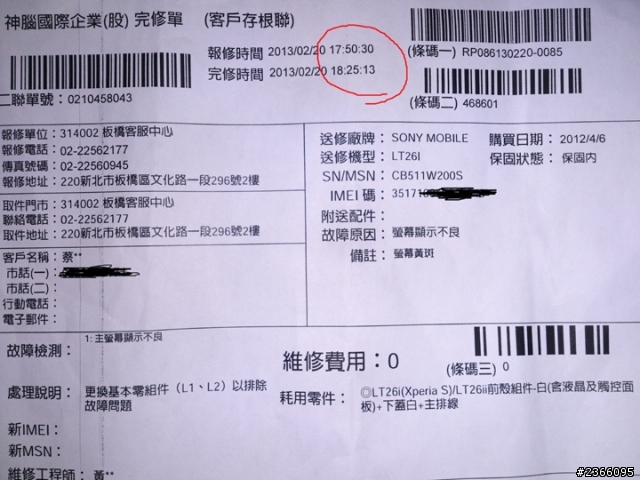 神腦國際企業(股) 完修單 (客戶存根聯)
報修時間 2013/02/20 17:50:30
完修時間 2013/02/20 18:25:13
(條碼一) RP086130220-0085
二聯單號：0210458043
(條碼二) 468601
報修單位：314002 板橋客服中心
報修電話：02-22562177
傳真號碼：02-22560945
報修地址：220新北市板橋區文化路一段296號2樓
取件門市：314002 板橋客服中心
聯絡電話：02-22562177
取件地址：220新北市板橋區文化路一段296號2樓
客戶名稱：蔡**
市話(一)：
市話(二)：
行動電話：
電子郵件：
送修廠牌：SONY MOBILE
購買日期：2012/4/6
送修機型：LT26I
保固狀態：保固內
SN/MSN：CB511W200S
IMEI 碼：3517
附送配件：
故障原因：螢幕顯示不良
備註：螢幕黃斑
故障檢測：1: 主螢幕顯示不良
維修費用：0
(條碼三) 0
處理說明：更換基本零組件（L1、L2）以排除
故障問題
耗用零件：◎LT26i(Xperia S)/LT26ii前殼組件-白(含液晶及觸控面
板)+下蓋白+主排線
新IMEI：
新MSN：
維修工程師：黃**
#2366095